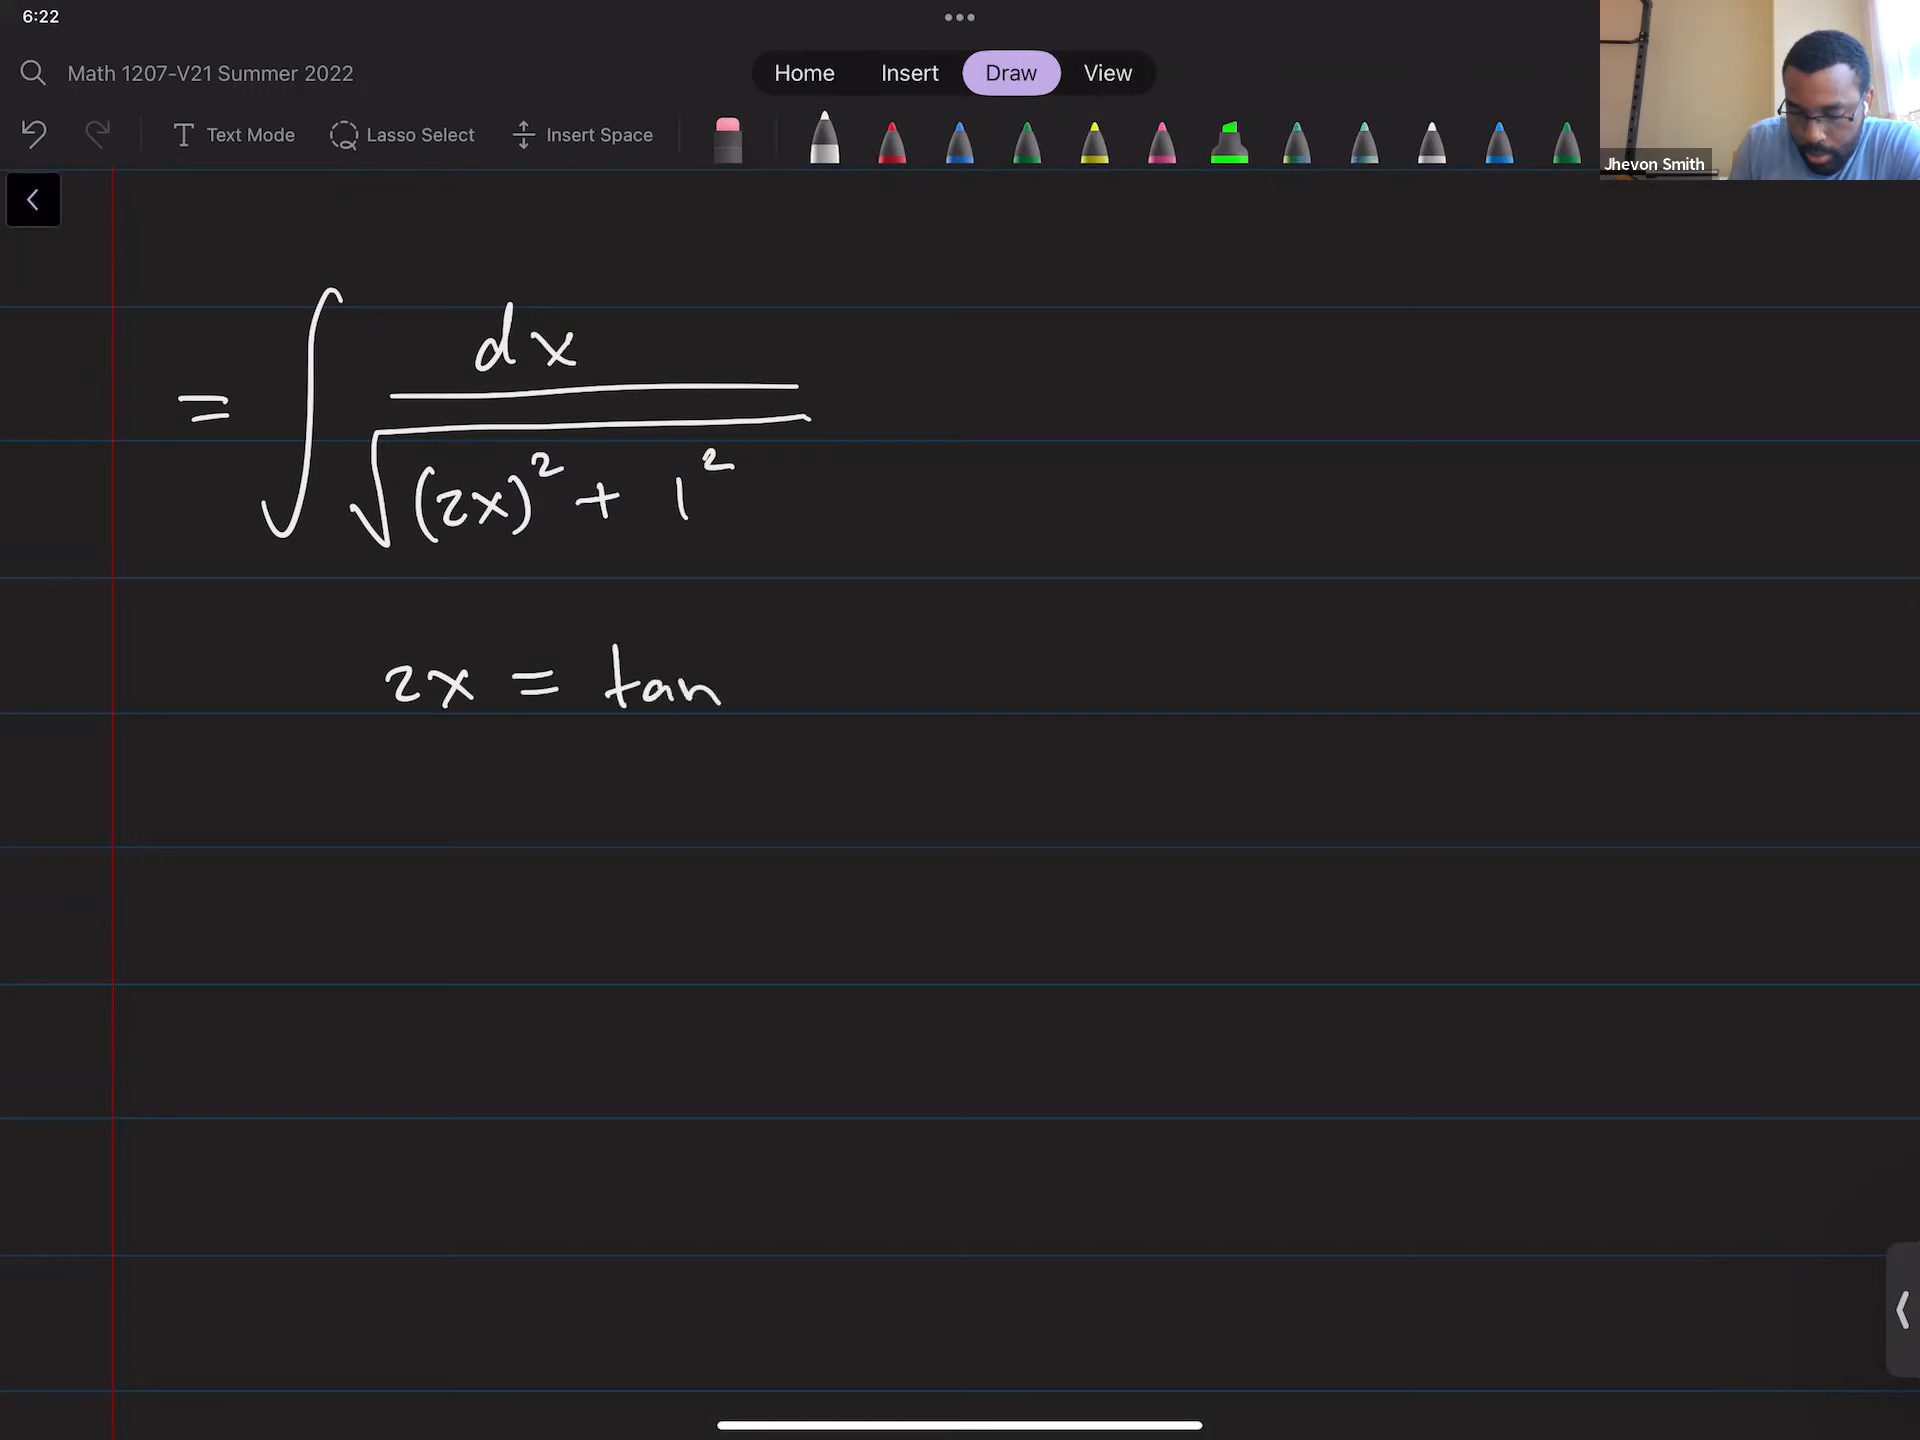 6:22
Math 1207-V21 Summer 2022
Home Insert Draw View
Text Mode Lasso Select Insert Space
Jhevon Smith
= ∫ dx / √((2x)² + 1²)
2x = tan